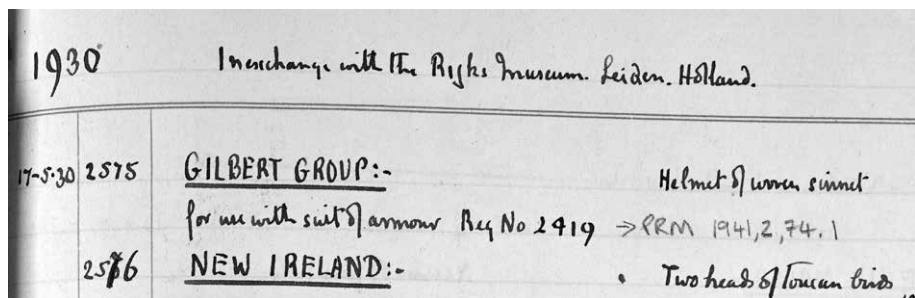 1930 In exchange with the Rijks Museum. Leiden. Holland.
17-5-30 2575 GILBERT GROUP:- Helmet of woven sinnet
for use with suit of armour Reg No 2419 → PRM 1941,2,74.1
2576 NEW IRELAND:- • Two heads of Toucan birds